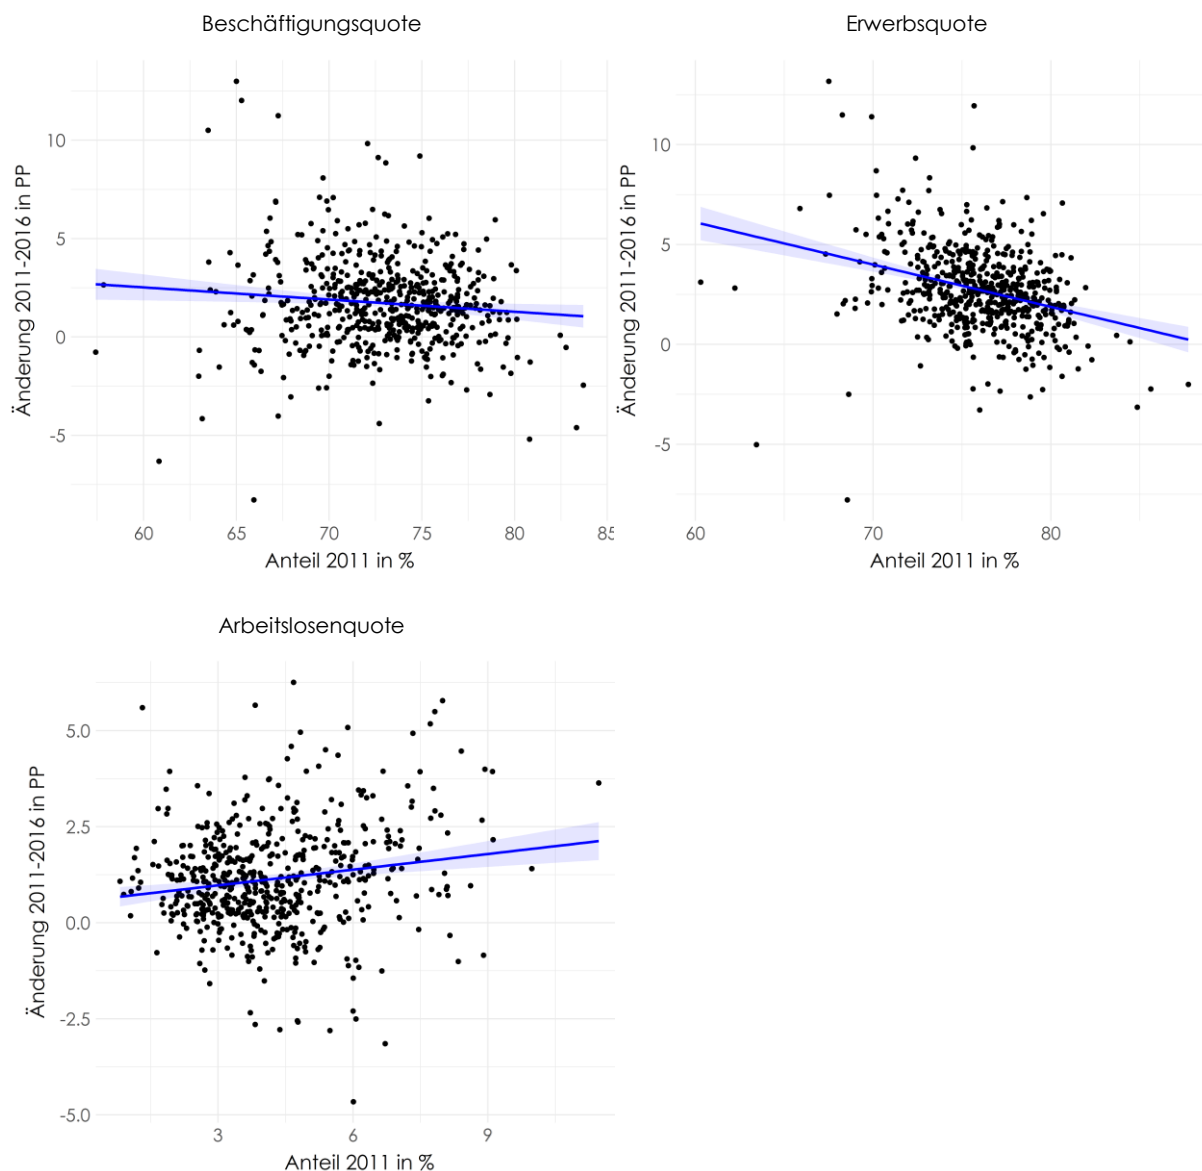 Beschäftigungsquote
Änderung 2011-2016 in PP
10
5
0
-5
60 65 70 75 80 85
Anteil 2011 in %
Erwerbsquote
Änderung 2011-2016 in PP
10
5
0
-5
60 70 80
Anteil 2011 in %
Arbeitslosenquote
Änderung 2011-2016 in PP
5.0
2.5
0.0
-2.5
-5.0
3 6 9
Anteil 2011 in %